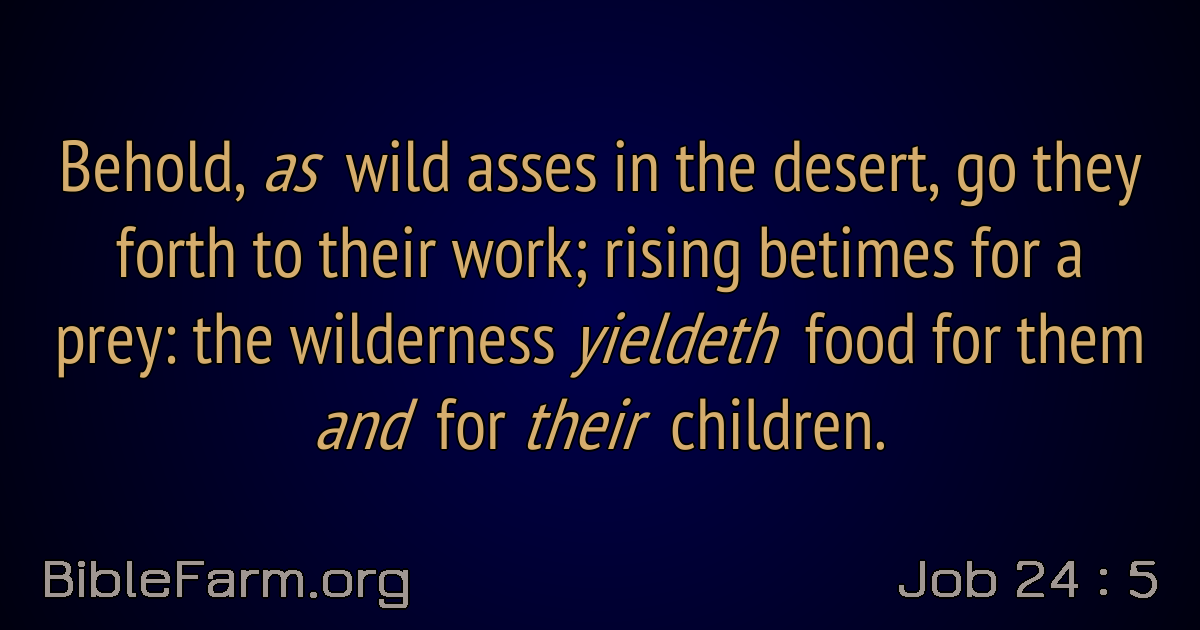 Behold, as wild asses in the desert, go they
forth to their work; rising betimes for a
prey: the wilderness yieldeth food for them
and for their children.
BibleFarm.org
Job 24 : 5